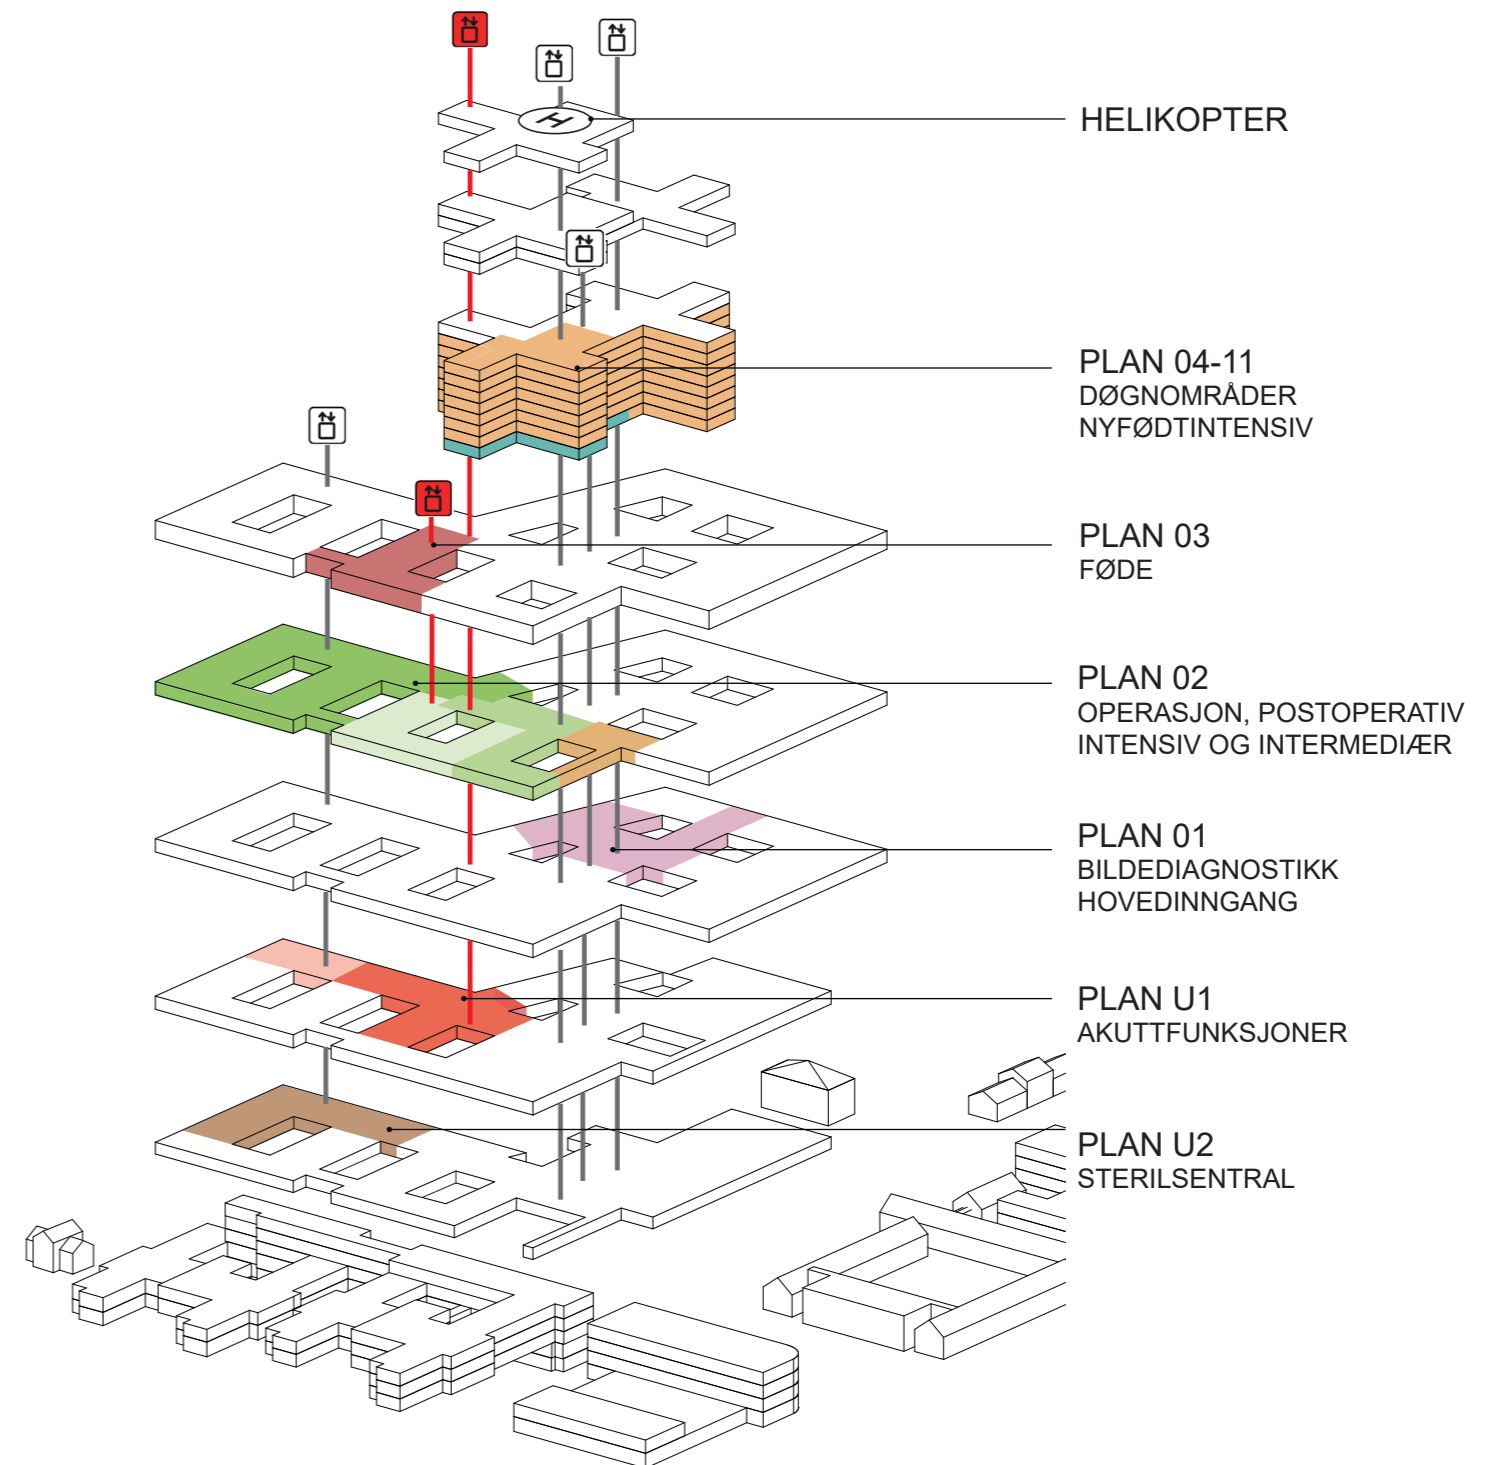 H
HELIKOPTER
PLAN 04-11
DØGNOMRÅDER
NYFØDTINTENSIV
PLAN 03
FØDE
PLAN 02
OPERASJON, POSTOPERATIV
INTENSIV OG INTERMEDIÆR
PLAN 01
BILDEDIAGNOSTIKK
HOVEDINNGANG
PLAN U1
AKUTTFUNKSJONER
PLAN U2
STERILSENTRAL